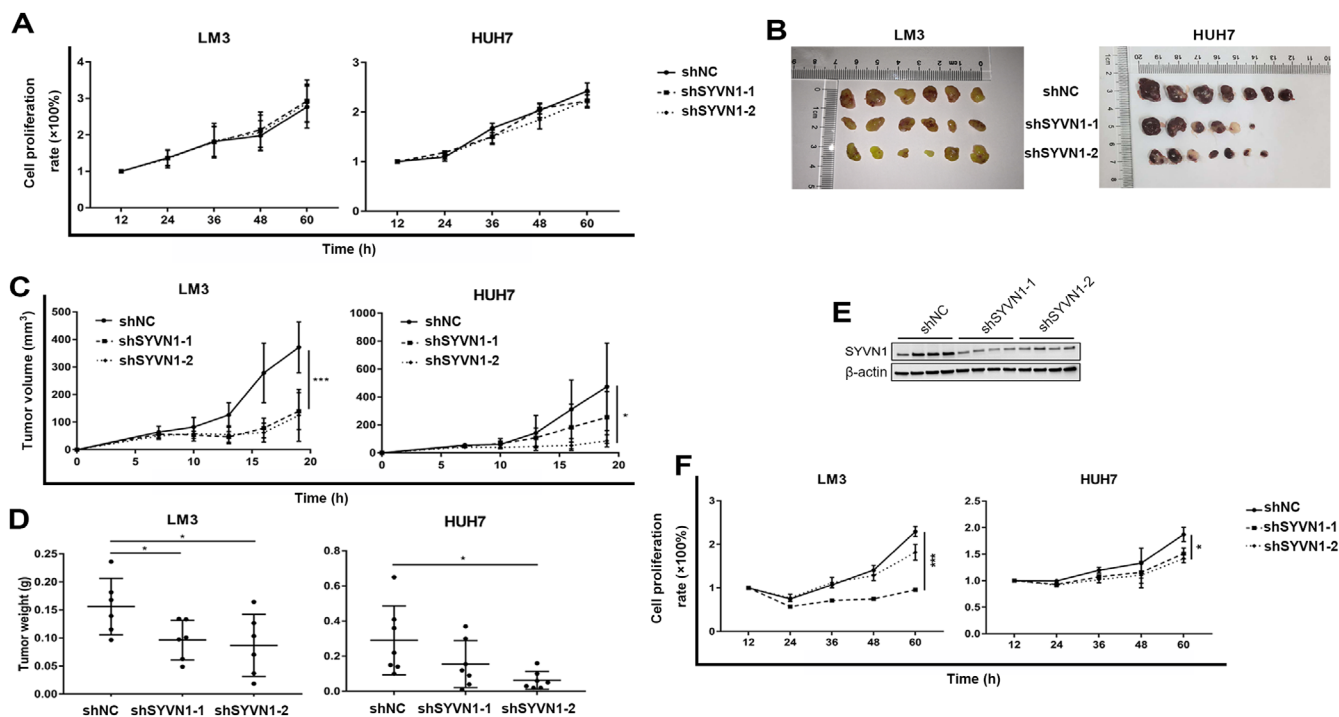 A
LM3
HUH7
Cell proliferation
rate (×100%)
4
3
2
1
0
12 24 36 48 60
3
2
1
0
12 24 36 48 60
Time (h)
shNC
shSYVN1-1
shSYVN1-2
B
LM3
HUH7
shNC
shSYVN1-1
shSYVN1-2
C
LM3
HUH7
Tumor volume (mm³)
500
400
300
200
100
0
0 5 10 15 20
shNC
shSYVN1-1
shSYVN1-2
***
1000
800
600
400
200
0
0 5 10 15 20
shNC
shSYVN1-1
shSYVN1-2
*
Time (h)
D
LM3
HUH7
Tumor weight (g)
0.25
0.20
0.15
0.10
0.05
0.00
* *
shNC shSYVN1-1 shSYVN1-2
0.8
0.6
0.4
0.2
0.0
*
shNC shSYVN1-1 shSYVN1-2
E
shNC shSYVN1-1 shSYVN1-2
SYVN1
β-actin
F
LM3
HUH7
Cell proliferation
rate (×100%)
3
2
1
0
12 24 36 48 60
***
2.5
2.0
1.5
1.0
0.5
0.0
12 24 36 48 60
*
Time (h)
shNC
shSYVN1-1
shSYVN1-2